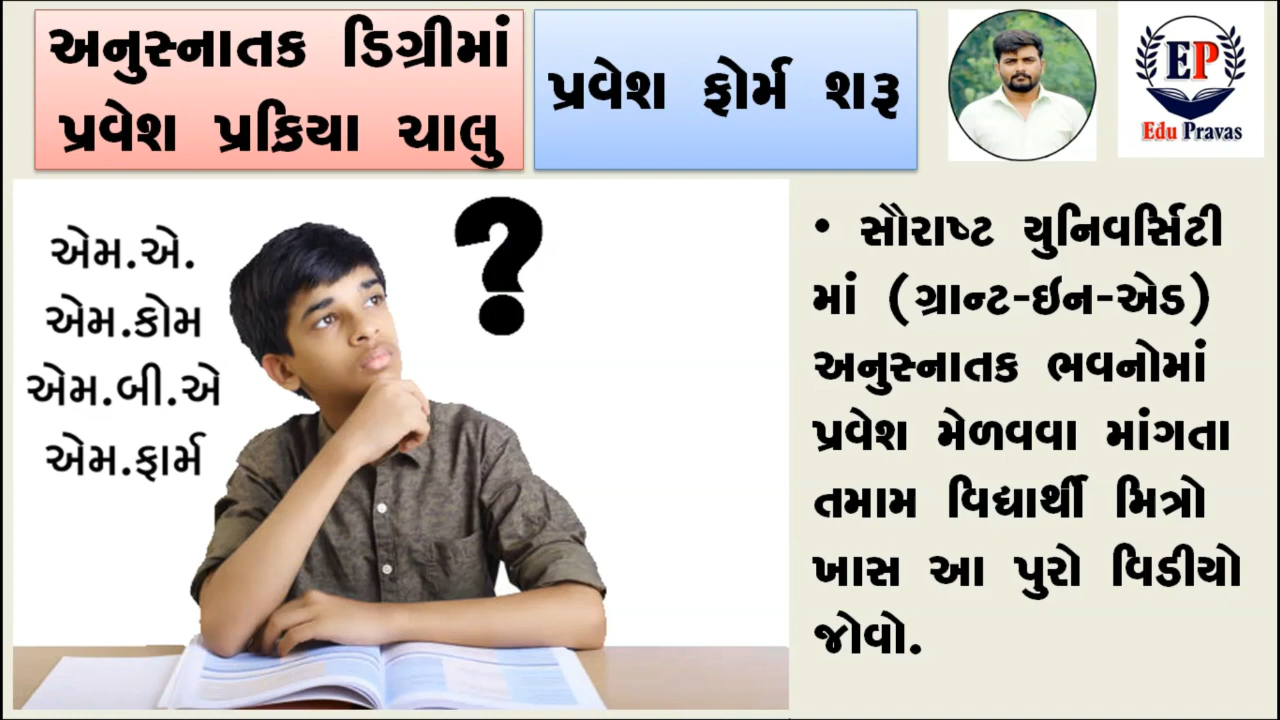 અનુસ્નાતક ડિગ્રીમાં
પ્રવેશ પ્રક્રિયા ચાલુ
પ્રવેશ ફોર્મ શરૂ
EP
Edu Pravas
એમ.એ.
એમ.કોમ
એમ.બી.એ
એમ.ફાર્મ
?
• સૌરાષ્ટ યુનિવર્સિટી
માં (ગ્રાન્ટ-ઇન-એડ)
અનુસ્નાતક ભવનોમાં
પ્રવેશ મેળવવા માંગતા
તમામ વિદ્યાર્થી મિત્રો
ખાસ આ પુરો વિડીયો
જોવો.